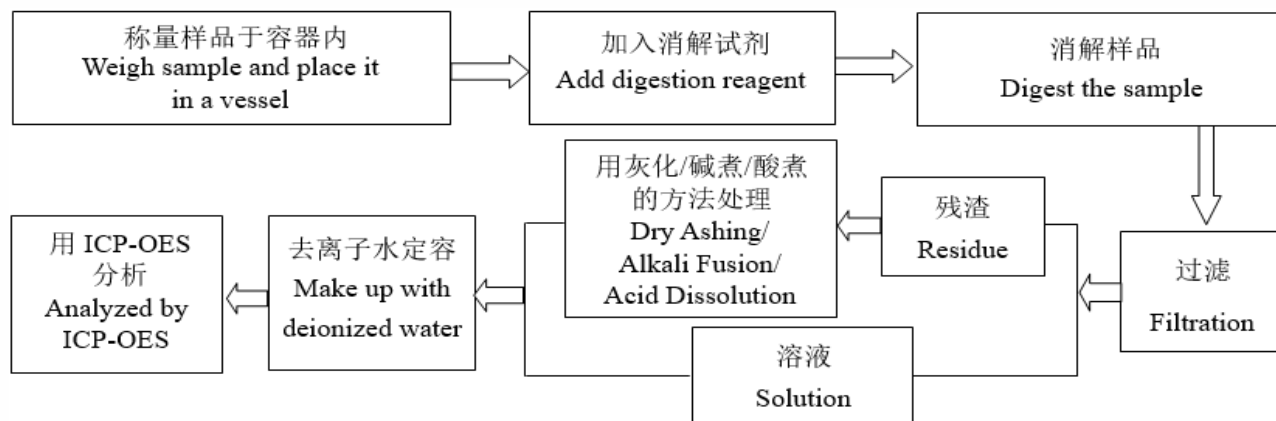 称量样品于容器内
Weigh sample and place it
in a vessel
加入消解试剂
Add digestion reagent
消解样品
Digest the sample
过滤
Filtration
残渣
Residue
用灰化/碱煮/酸煮
的方法处理
Dry Ashing/
Alkali Fusion/
Acid Dissolution
溶液
Solution
去离子水定容
Make up with
deionized water
用 ICP-OES
分析
Analyzed by
ICP-OES